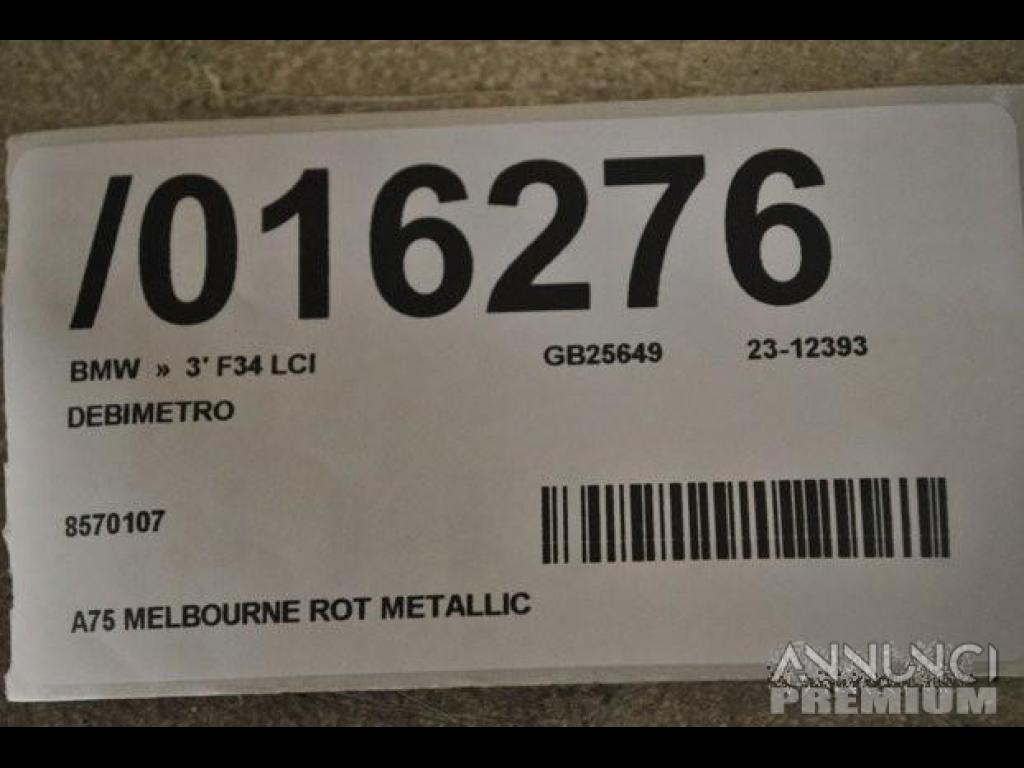 /016276
BMW » 3' F34 LCI GB25649 23-12393
DEBIMETRO
8570107
A75 MELBOURNE ROT METALLIC
ANNUNCI
PREMIUM